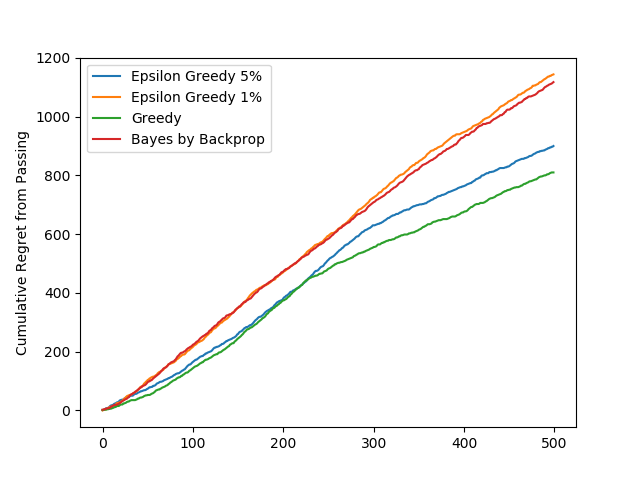 1200
1000
800
600
400
200
0
Cumulative Regret from Passing
Epsilon Greedy 5%
Epsilon Greedy 1%
Greedy
Bayes by Backprop
0 100 200 300 400 500